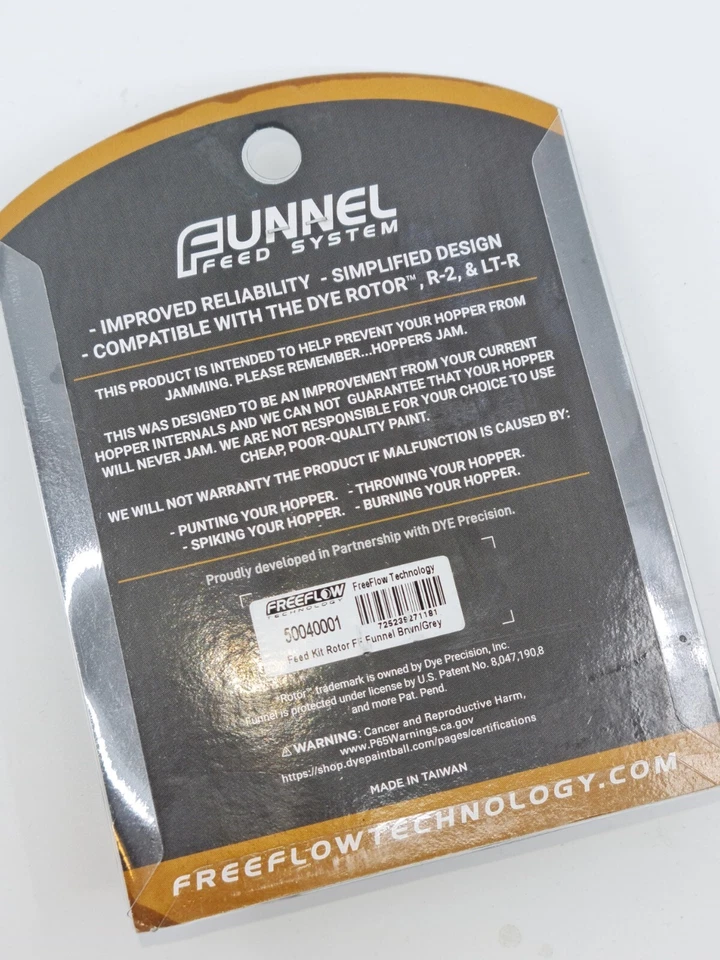 FUNNEL
FEED SYSTEM
- IMPROVED RELIABILITY - SIMPLIFIED DESIGN
- COMPATIBLE WITH THE DYE ROTOR™, R-2, & LT-R
THIS PRODUCT IS INTENDED TO HELP PREVENT YOUR HOPPER FROM
JAMMING. PLEASE REMEMBER...HOPPERS JAM.
THIS WAS DESIGNED TO BE AN IMPROVEMENT FROM YOUR CURRENT
HOPPER INTERNALS AND WE CAN NOT GUARANTEE THAT YOUR HOPPER
WILL NEVER JAM. WE ARE NOT RESPONSIBLE FOR YOUR CHOICE TO USE
CHEAP, POOR-QUALITY PAINT.
WE WILL NOT WARRANTY THE PRODUCT IF MALFUNCTION IS CAUSED BY:
- PUNTING YOUR HOPPER. - THROWING YOUR HOPPER.
- SPIKING YOUR HOPPER. - BURNING YOUR HOPPER.
Proudly developed in Partnership with DYE Precision.
FREEFLOW FreeFlow Technology
TECHNOLOGY
50040001 725239271181
Feed Kit Rotor FF Funnel Brwn/Grey
Rotor™ trademark is owned by Dye Precision, Inc.
Funnel is protected under license by U.S. Patent No. 8,047,190,8
and more Pat. Pend.
⚠WARNING: Cancer and Reproductive Harm,
www.P65Warnings.ca.gov
https://shop.dyepaintball.com/pages/certifications
MADE IN TAIWAN
FREEFLOWTECHNOLOGY.COM